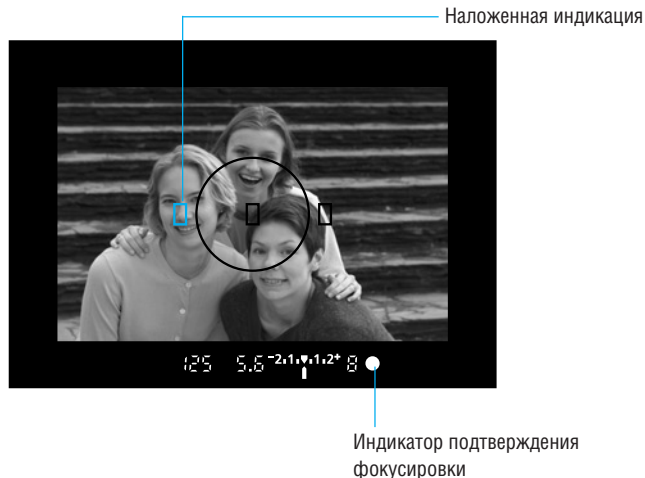 Наложенная индикация
125 5.6 -2.1.▼.1.2+ 8
Индикатор подтверждения
фокусировки